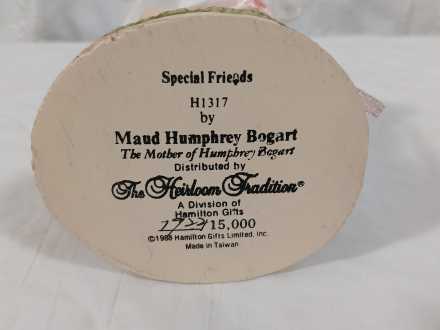 Special Friends
H1317
by
Maud Humphrey Bogart
The Mother of Humphrey Bogart
Distributed by
The Heirloom Tradition®
A Division of
Hamilton Gifts
15,000
©1988 Hamilton Gifts Limited, Inc.
Made in Taiwan